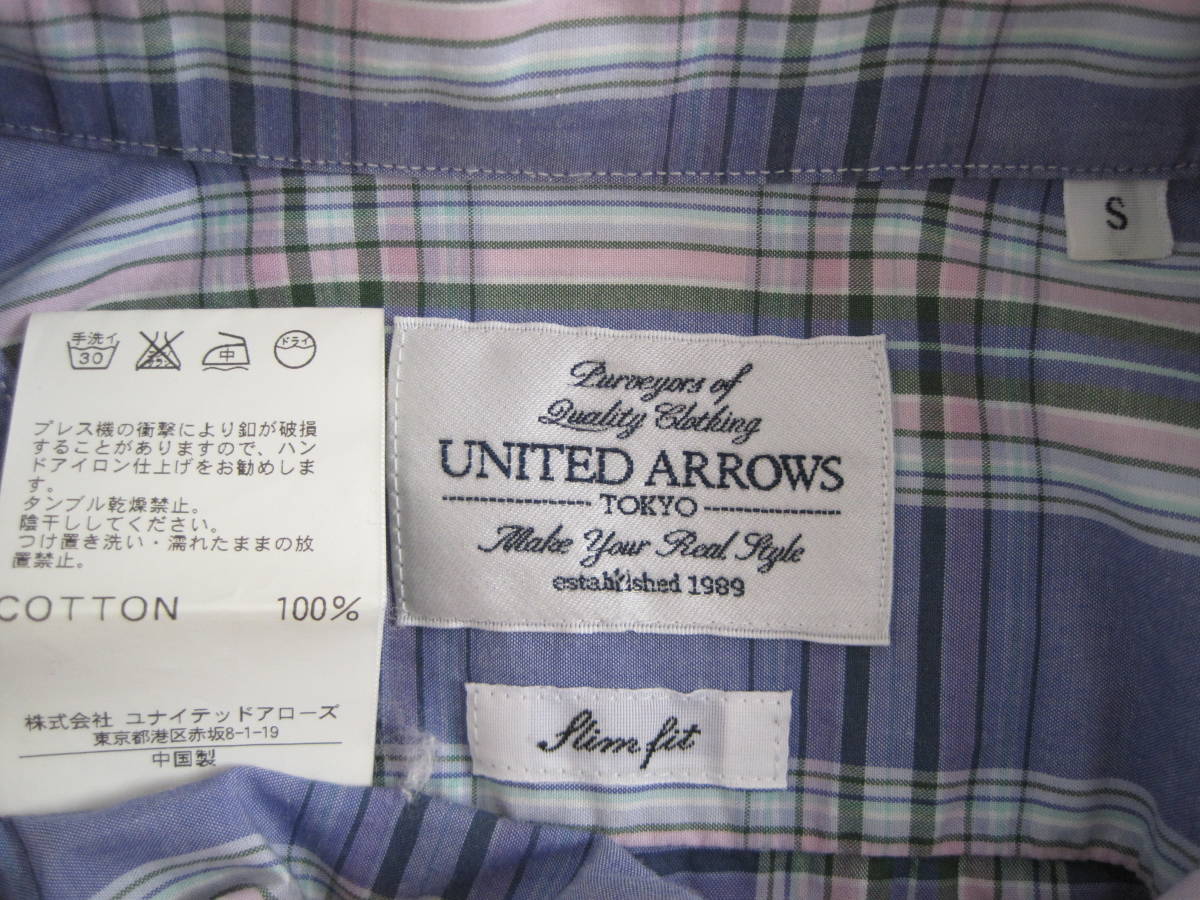 S
手洗イ
30
中
ドライ
プレス機の衝撃により釦が破損
することがありますので、ハン
ドアイロン仕上げをお勧めしま
す。
タンブル乾燥禁止。
陰干ししてください。
つけ置き洗い・濡れたままの放
置禁止。
COTTON 100%
株式会社 ユナイテッドアローズ
東京都港区赤坂8-1-19
中国製
Purveyors of
Quality Clothing
UNITED ARROWS
TOKYO
Make Your Real Style
established 1989
Slim fit